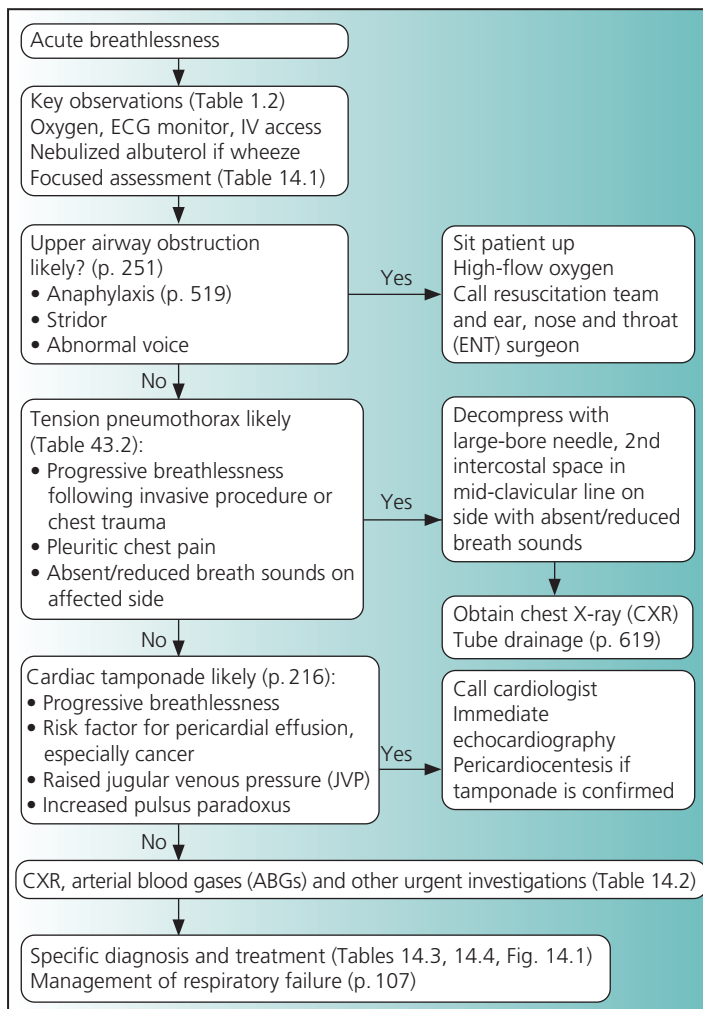 Acute breathlessness
Key observations (Table 1.2)
Oxygen, ECG monitor, IV access
Nebulized albuterol if wheeze
Focused assessment (Table 14.1)
Upper airway obstruction
likely? (p. 251)
• Anaphylaxis (p. 519)
• Stridor
• Abnormal voice
Yes
Sit patient up
High-flow oxygen
Call resuscitation team
and ear, nose and throat
(ENT) surgeon
No
Tension pneumothorax likely
(Table 43.2):
• Progressive breathlessness
following invasive procedure or
chest trauma
• Pleuritic chest pain
• Absent/reduced breath sounds on
affected side
Yes
Decompress with
large-bore needle, 2nd
intercostal space in
mid-clavicular line on
side with absent/reduced
breath sounds
Obtain chest X-ray (CXR)
Tube drainage (p. 619)
No
Cardiac tamponade likely (p. 216):
• Progressive breathlessness
• Risk factor for pericardial effusion,
especially cancer
• Raised jugular venous pressure (JVP)
• Increased pulsus paradoxus
Yes
Call cardiologist
Immediate
echocardiography
Pericardiocentesis if
tamponade is confirmed
No
CXR, arterial blood gases (ABGs) and other urgent investigations (Table 14.2)
Specific diagnosis and treatment (Tables 14.3, 14.4, Fig. 14.1)
Management of respiratory failure (p. 107)